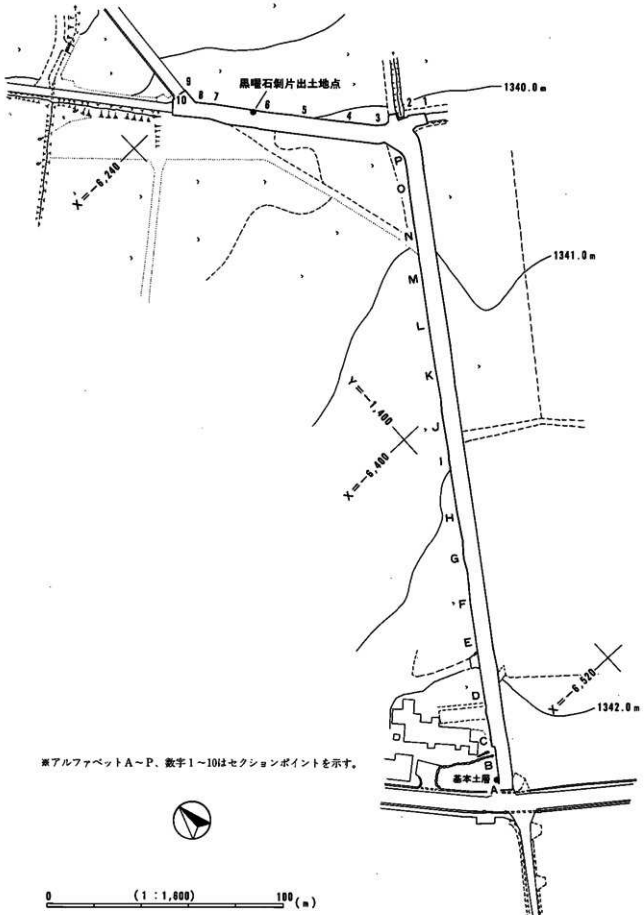 黒曜石剝片出土地点
1340.0m
9
10
8
7
6
5
4
3
2
1
X=-6,240
P
O
N
1341.0m
M
L
K
Y=-1,400
J
X=-6,400
I
H
G
F
E
X=-6,520
D
1342.0m
C
B
基本土層
A
※アルファベットA～P、数字1～10はセクションポイントを示す。
0 (1:1,600) 100(m)